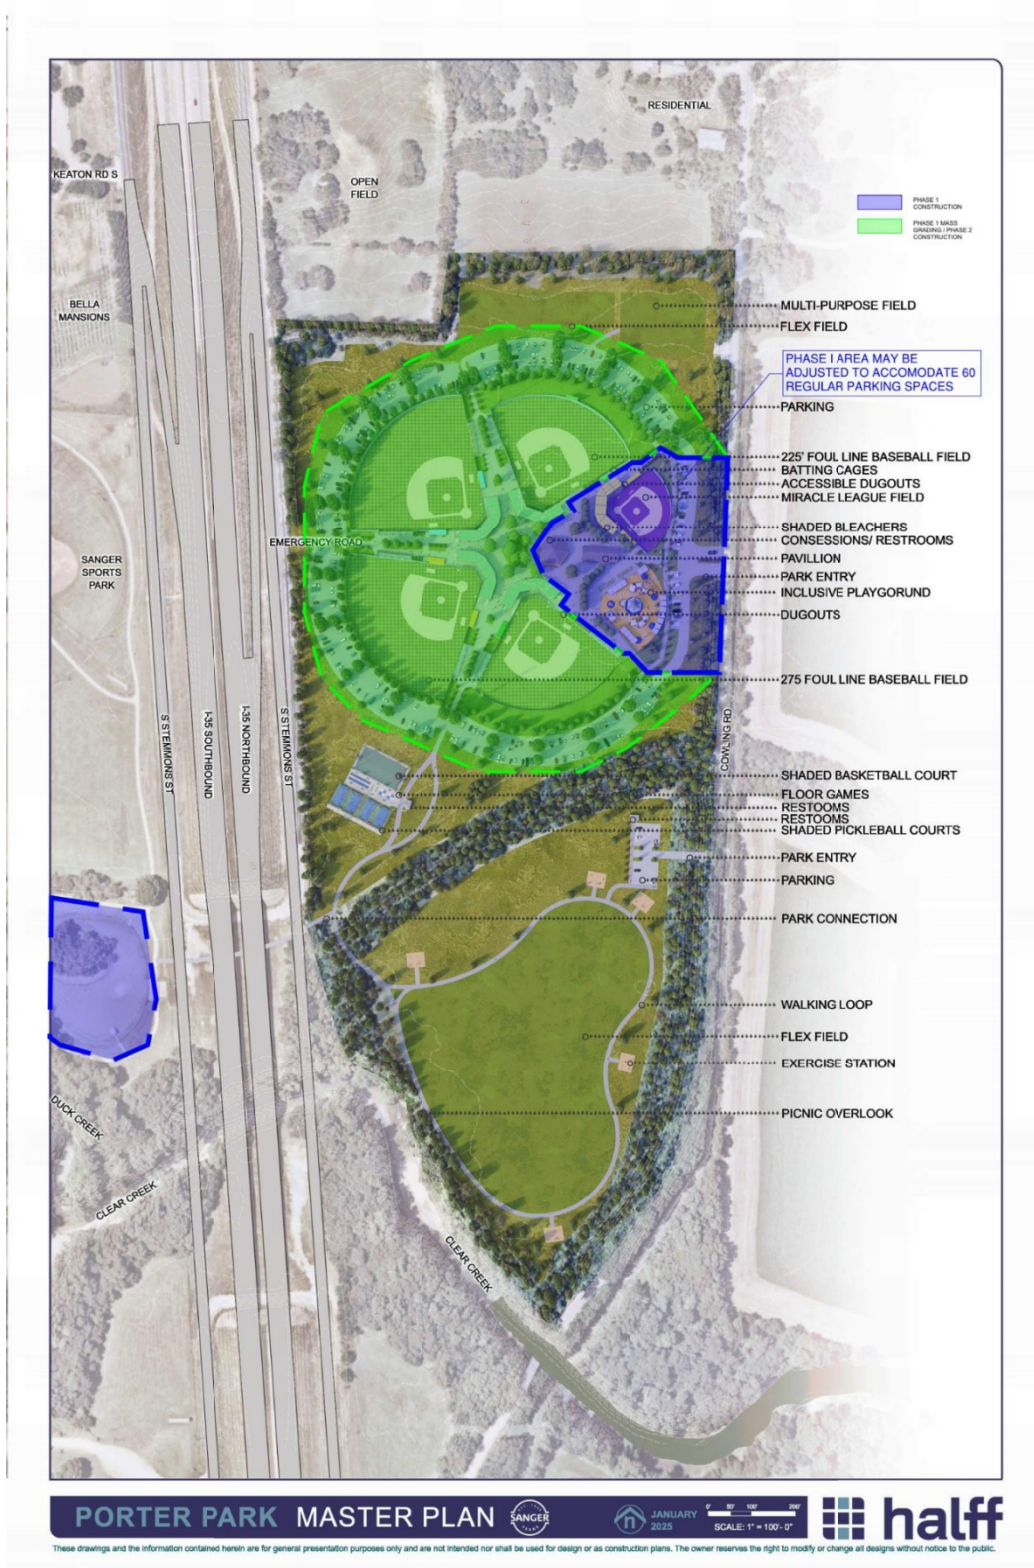 RESIDENTIAL
KEATON RD S
OPEN
FIELD
PHASE 1
CONSTRUCTION
PHASE 1 MASS
GRADING / PHASE 2
CONSTRUCTION
BELLA
MANSIONS
MULTI-PURPOSE FIELD
FLEX FIELD
PHASE I AREA MAY BE
ADJUSTED TO ACCOMODATE 60
REGULAR PARKING SPACES
PARKING
225' FOUL LINE BASEBALL FIELD
BATTING CAGES
ACCESSIBLE DUGOUTS
MIRACLE LEAGUE FIELD
SHADED BLEACHERS
CONSESSIONS/ RESTROOMS
EMERGENCY ROAD
SANGER
SPORTS
PARK
PAVILLION
PARK ENTRY
INCLUSIVE PLAYGORUND
DUGOUTS
275 FOUL LINE BASEBALL FIELD
S STEMMONS ST
I-35 SOUTHBOUND
I-35 NORTHBOUND
S STEMMONS ST
COWLING RD
SHADED BASKETBALL COURT
FLOOR GAMES
RESTOOMS
RESTOOMS
SHADED PICKLEBALL COURTS
PARK ENTRY
PARKING
PARK CONNECTION
WALKING LOOP
FLEX FIELD
EXERCISE STATION
PICNIC OVERLOOK
DUCK CREEK
CLEAR CREEK
CLEAR CREEK
PORTER PARK MASTER PLAN
SANGER
TEXAS
JANUARY
2025
0' 50' 100' 200'
SCALE: 1" = 100'- 0"
halff
These drawings and the information contained herein are for general presentation purposes only and are not intended nor shall be used for design or as construction plans. The owner reserves the right to modify or change all designs without notice to the public.